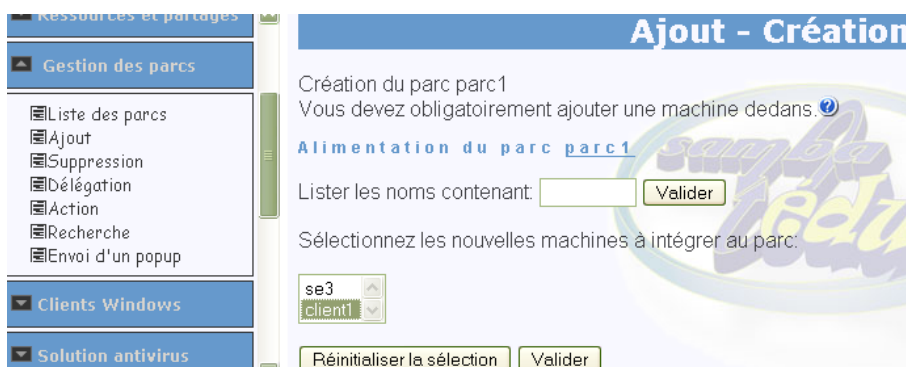 Ressources et partages
Gestion des parcs
Liste des parcs
Ajout
Suppression
Délégation
Action
Recherche
Envoi d'un popup
Clients Windows
Solution antivirus
Ajout - Création
Création du parc parc1
Vous devez obligatoirement ajouter une machine dedans.
Alimentation du parc parc1
Lister les noms contenant: Valider
Sélectionnez les nouvelles machines à intégrer au parc:
se3
client1
Réinitialiser la sélection Valider
samba
édu